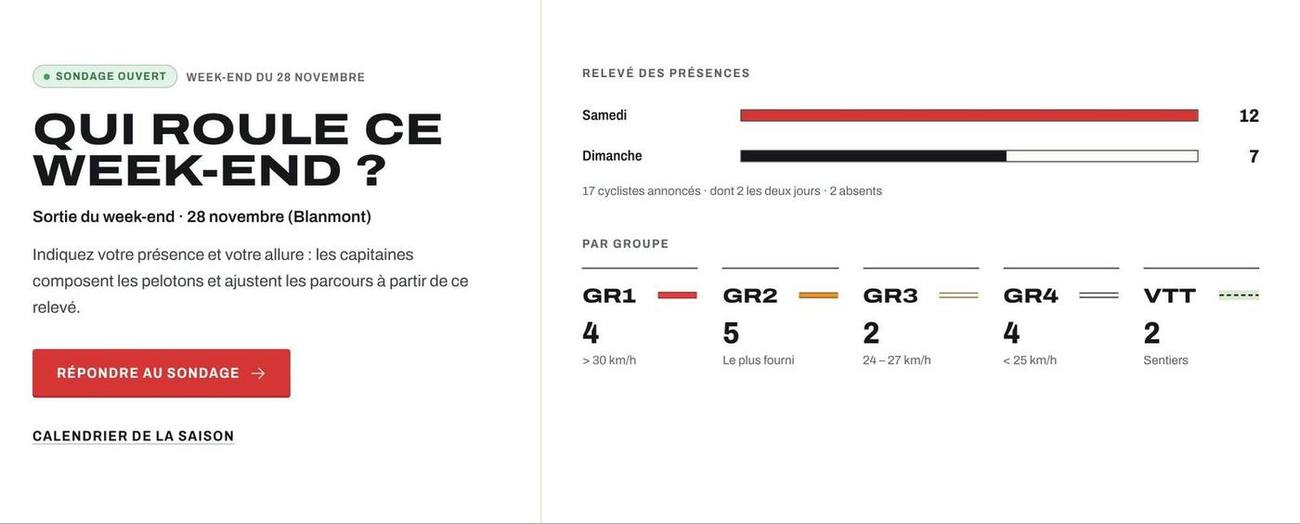 SONDAGE OUVERT WEEK-END DU 28 NOVEMBRE
QUI ROULE CE
WEEK-END ?
Sortie du week-end · 28 novembre (Blanmont)
Indiquez votre présence et votre allure : les capitaines
composent les pelotons et ajustent les parcours à partir de ce
relevé.
RÉPONDRE AU SONDAGE →
CALENDRIER DE LA SAISON
RELEVÉ DES PRÉSENCES
Samedi 12
Dimanche 7
17 cyclistes annoncés · dont 2 les deux jours · 2 absents
PAR GROUPE
GR1 GR2 GR3 GR4 VTT
4 5 2 4 2
> 30 km/h Le plus fourni 24 – 27 km/h < 25 km/h Sentiers